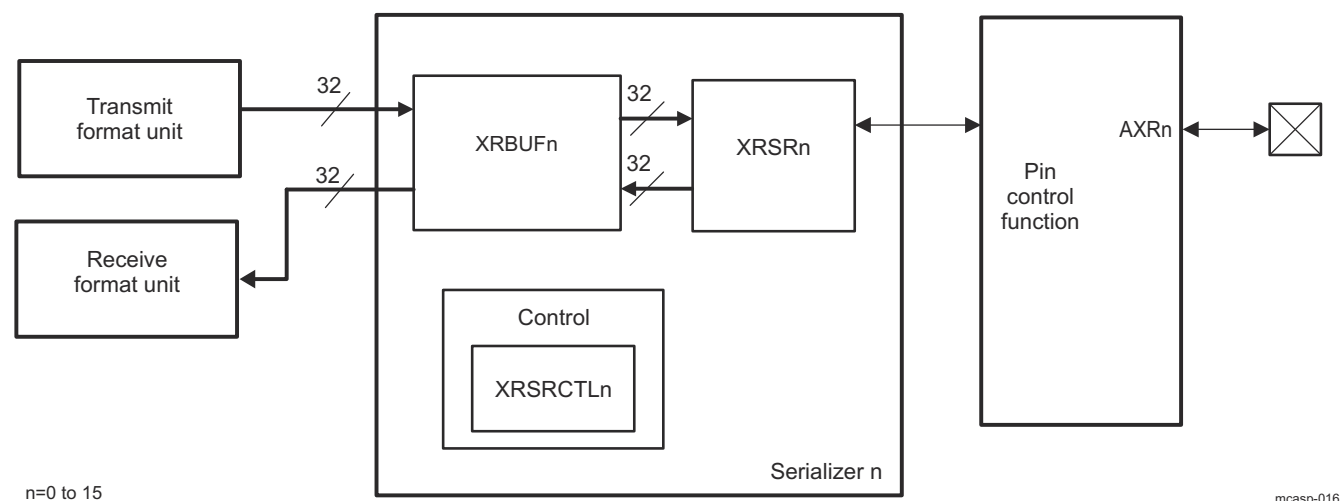 32
Transmit
format unit
32
XRBUFn
32
XRSRn
32
AXRn
Pin
control
function
32
Receive
format unit
Control
XRSRCTLn
Serializer n
n=0 to 15
mcasp-016